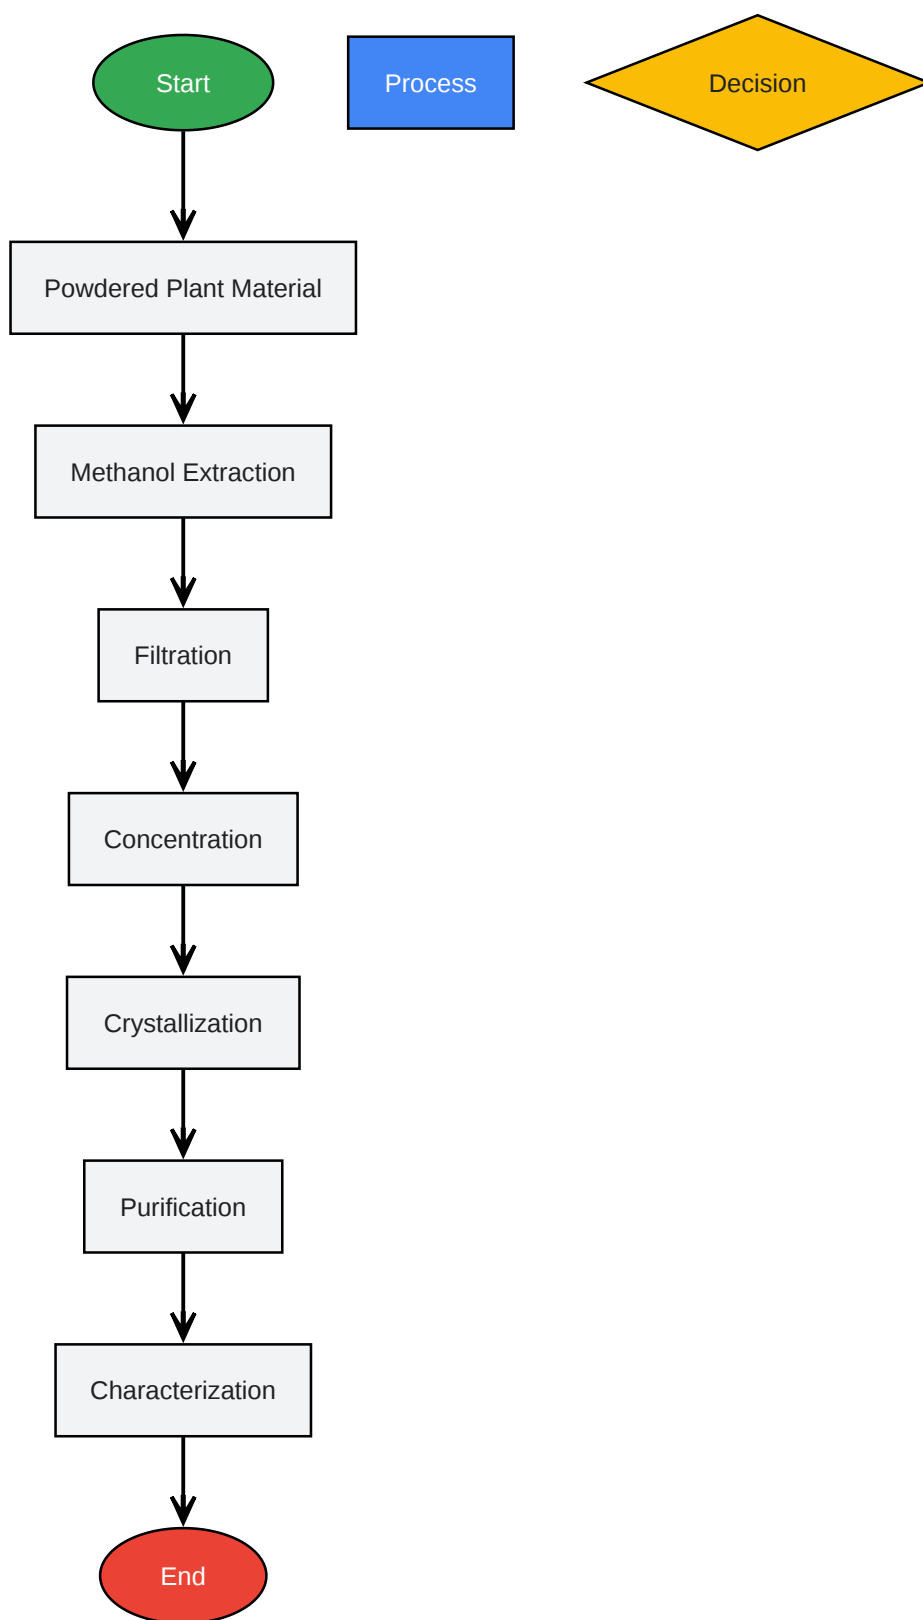 Start
Process
Decision
Powdered Plant Material
Methanol Extraction
Filtration
Concentration
Crystallization
Purification
Characterization
End